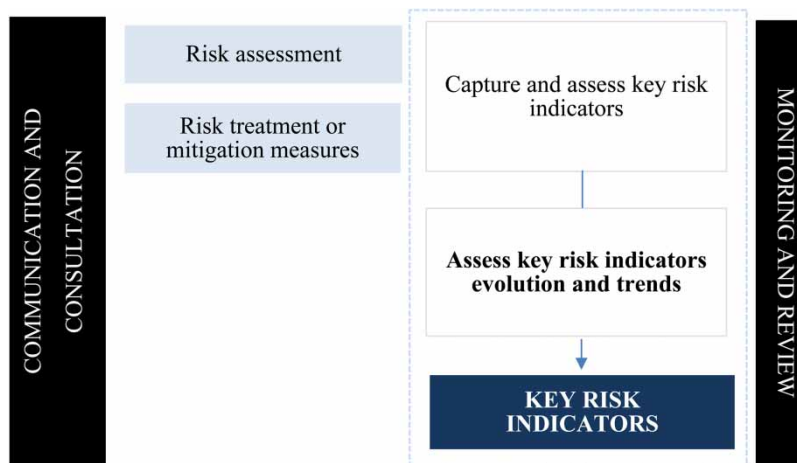 COMMUNICATION AND
CONSULTATION
Risk assessment
Risk treatment or
mitigation measures
Capture and assess key risk
indicators
Assess key risk indicators
evolution and trends
KEY RISK
INDICATORS
MONITORING AND REVIEW